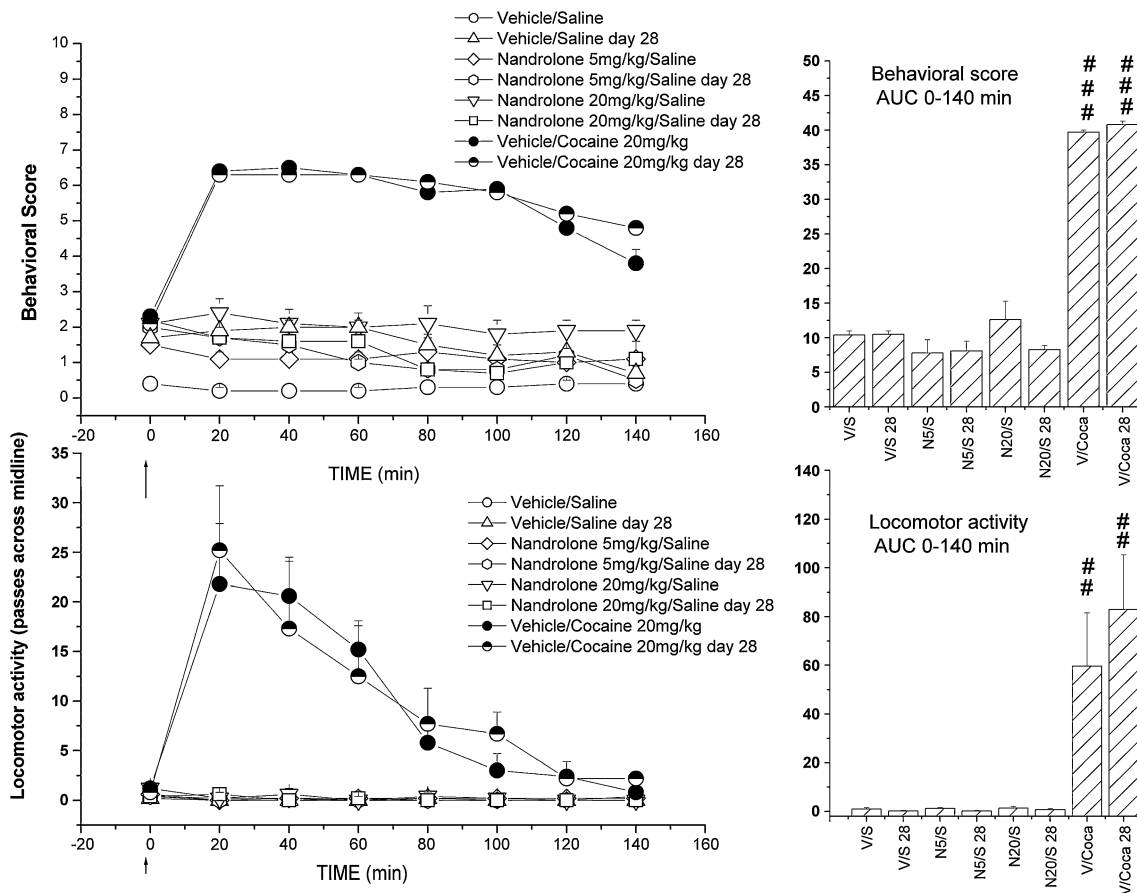 Vehicle/Saline
Vehicle/Saline day 28
Nandrolone 5mg/kg/Saline
Nandrolone 5mg/kg/Saline day 28
Nandrolone 20mg/kg/Saline
Nandrolone 20mg/kg/Saline day 28
Vehicle/Cocaine 20mg/kg
Vehicle/Cocaine 20mg/kg day 28
10
9
8
7
6
5
4
3
2
1
0
Behavioral Score
-20 0 20 40 60 80 100 120 140 160
TIME (min)
Behavioral score
AUC 0-140 min
# #
# #
# #
50
45
40
35
30
25
20
15
10
5
0
V/S
V/S 28
N5/S
N5/S 28
N20/S
N20/S 28
V/Coca
V/Coca 28
Vehicle/Saline
Vehicle/Saline day 28
Nandrolone 5mg/kg/Saline
Nandrolone 5mg/kg/Saline day 28
Nandrolone 20mg/kg/Saline
Nandrolone 20mg/kg/Saline day 28
Vehicle/Cocaine 20mg/kg
Vehicle/Cocaine 20mg/kg day 28
35
30
25
20
15
10
5
0
Locomotor activity (passes across midline)
-20 0 20 40 60 80 100 120 140 160
TIME (min)
Locomotor activity
AUC 0-140 min
#
#
#
#
140
120
100
80
60
40
20
0
V/S
V/S 28
N5/S
N5/S 28
N20/S
N20/S 28
V/Coca
V/Coca 28